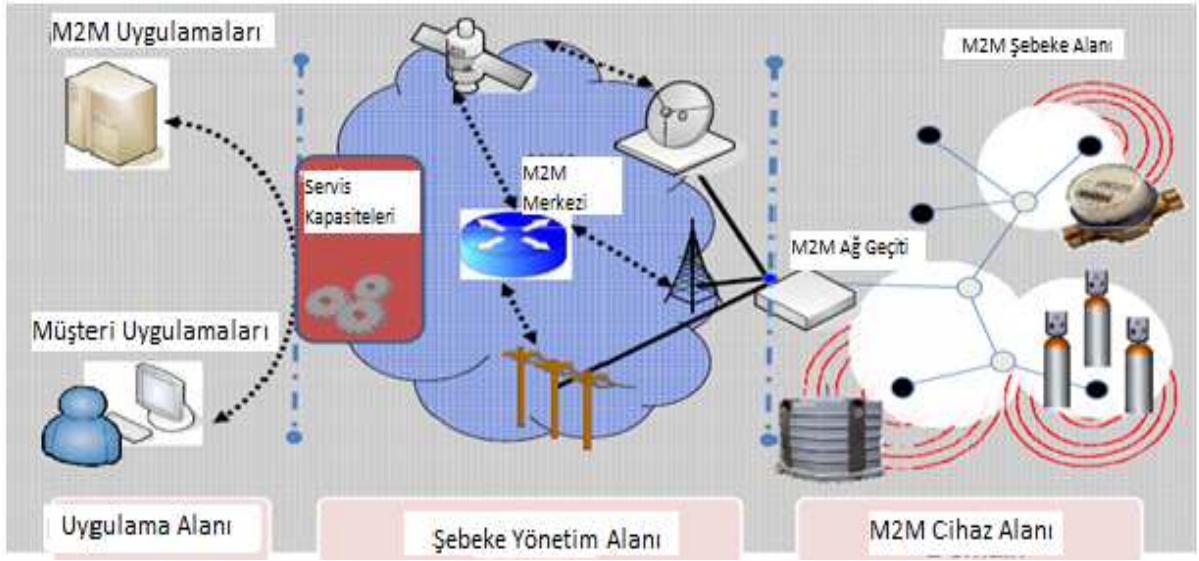 M2M Uygulamaları
M2M Şebeke Alanı
Servis
Kapasiteleri
M2M
Merkezi
M2M Ağ Geçiti
Müşteri Uygulamaları
Uygulama Alanı
Şebeke Yönetim Alanı
M2M Cihaz Alanı